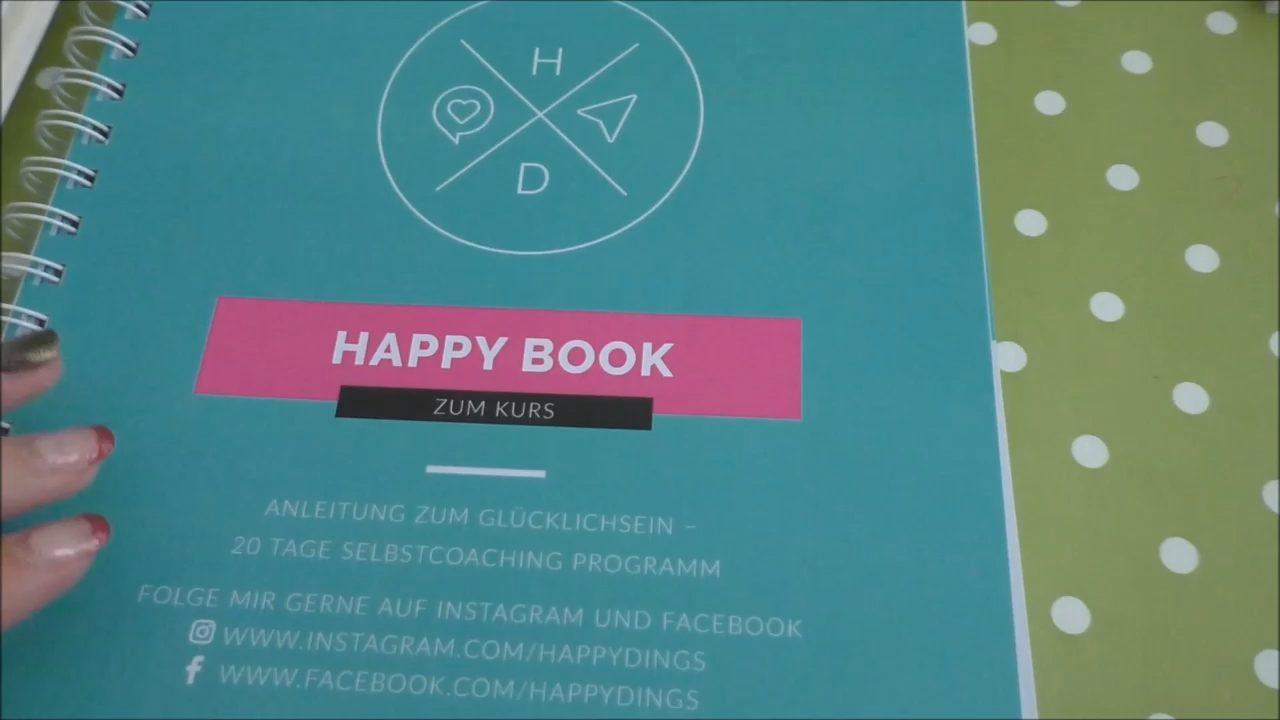 H
D
HAPPY BOOK
ZUM KURS
ANLEITUNG ZUM GLÜCKLICHSEIN –
20 TAGE SELBSTCOACHING PROGRAMM
FOLGE MIR GERNE AUF INSTAGRAM UND FACEBOOK
WWW.INSTAGRAM.COM/HAPPYDINGS
WWW.FACEBOOK.COM/HAPPYDINGS